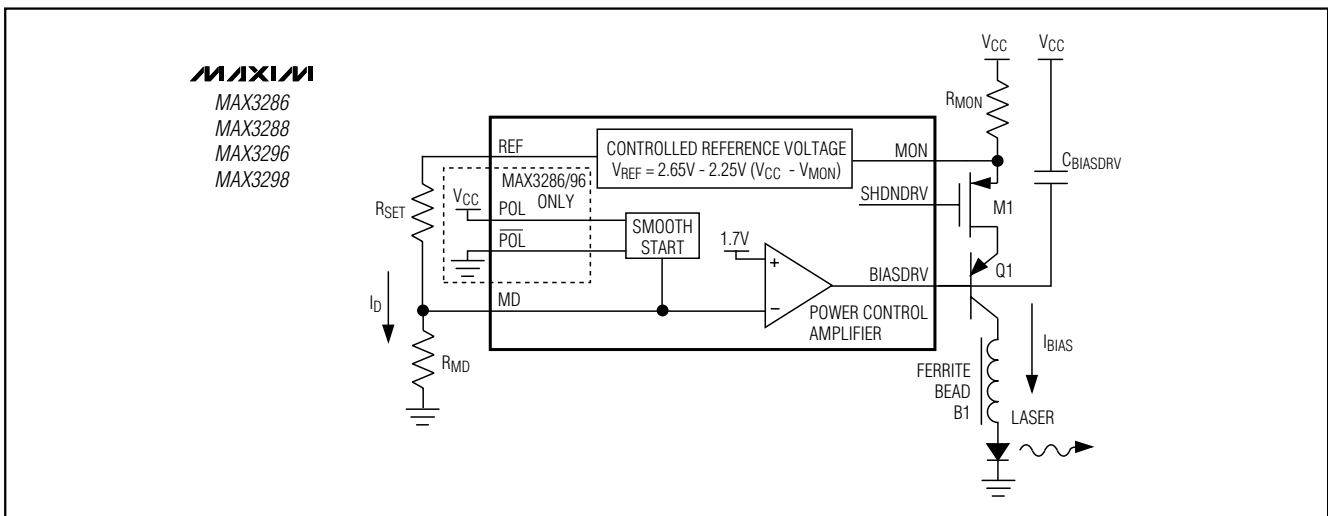 MAXIM
MAX3286
MAX3288
MAX3296
MAX3298
VCC
VCC
RMON
REF
CONTROLLED REFERENCE VOLTAGE
VREF = 2.65V - 2.25V (VCC - VMON)
MON
CBIASDRV
MAX3286/96
ONLY
SHDNDRV
M1
VCC
POL
RSET
SMOOTH
START
POL
1.7V
+
Q1
BIASDRV
ID
MD
−
POWER CONTROL
AMPLIFIER
IBIAS
RMD
FERRITE
BEAD
B1
LASER